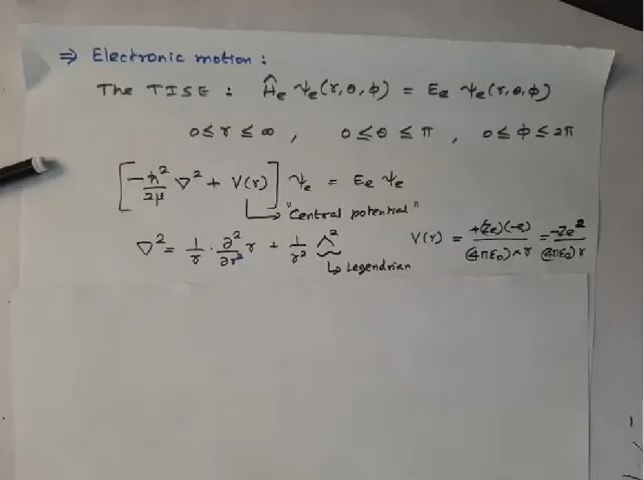 ⇒ Electronic motion :
The TISE : Ĥₑ ψₑ(r, θ, φ) = Eₑ ψₑ(r, θ, φ)
0 ≤ r ≤ ∞ , 0 ≤ θ ≤ π , 0 ≤ φ ≤ 2π
[-ħ²/2μ ∇² + V(r)] ψₑ = Eₑ ψₑ
↳ "Central potential"
∇² = 1/r · ∂²/∂r² r + 1/r² Λ̂² V(r) = +(Ze)(-e)/(4πε₀)×r = -Ze²/(4πε₀)r
↳ Legendrian